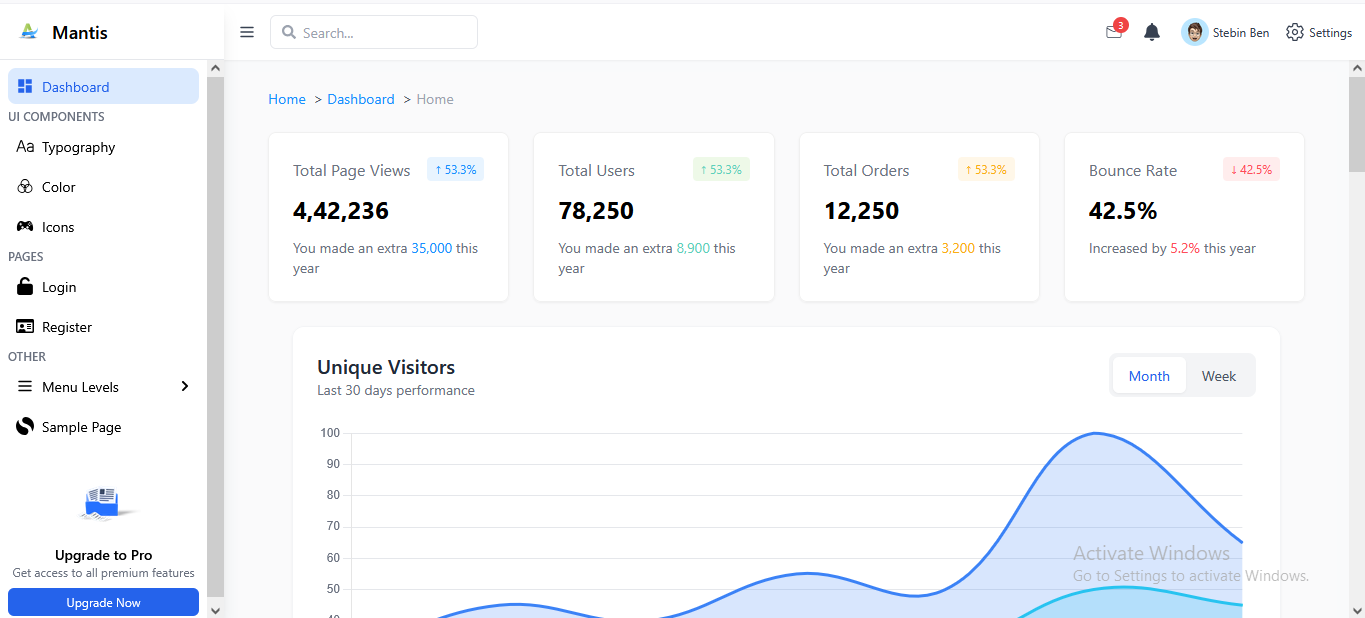 Mantis
Search...
3
Stebin Ben
Settings
Dashboard
UI COMPONENTS
Aa Typography
Color
Icons
PAGES
Login
Register
OTHER
Menu Levels
Sample Page
Upgrade to Pro
Get access to all premium features
Upgrade Now
Home > Dashboard > Home
Total Page Views ↑ 53.3%
4,42,236
You made an extra 35,000 this
year
Total Users ↑ 53.3%
78,250
You made an extra 8,900 this
year
Total Orders ↑ 53.3%
12,250
You made an extra 3,200 this
year
Bounce Rate ↓ 42.5%
42.5%
Increased by 5.2% this year
Unique Visitors
Last 30 days performance
Month Week
100
90
80
70
60
50
40
Activate Windows
Go to Settings to activate Windows.